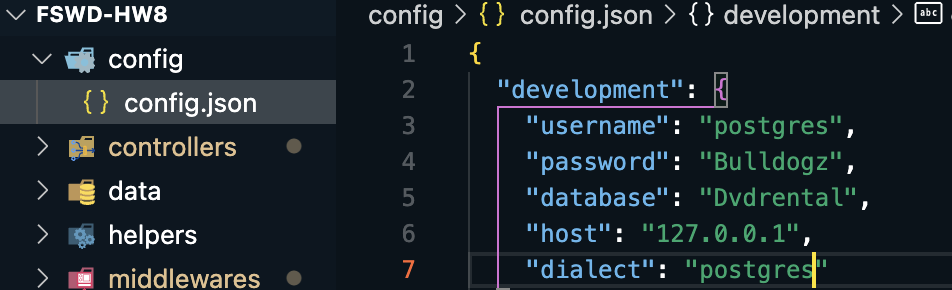 FSWD-HW8
config
config.json
controllers
data
helpers
middlewares
config > {} config.json > {} development > abc
1 {
2 "development": {
3 "username": "postgres",
4 "password": "Bulldogz",
5 "database": "Dvdrental",
6 "host": "127.0.0.1",
7 "dialect": "postgres"